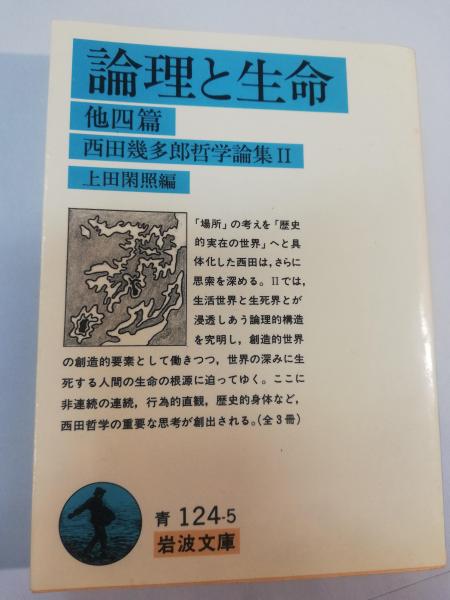 論理と生命
他四篇
西田幾多郎哲学論集II
上田閑照編
「場所」の考えを「歴史
的実在の世界」へと具
体化した西田は,さらに
思索を深める。IIでは,
生活世界と生死界とが
浸透しあう論理的構造
を究明し,創造的世界
の創造的要素として働きつつ,世界の深みに生
死する人間の生命の根源に迫ってゆく。ここに
非連続の連続,行為的直観,歴史的身体など,
西田哲学の重要な思考が創出される。(全3冊)
青 124-5
岩波文庫